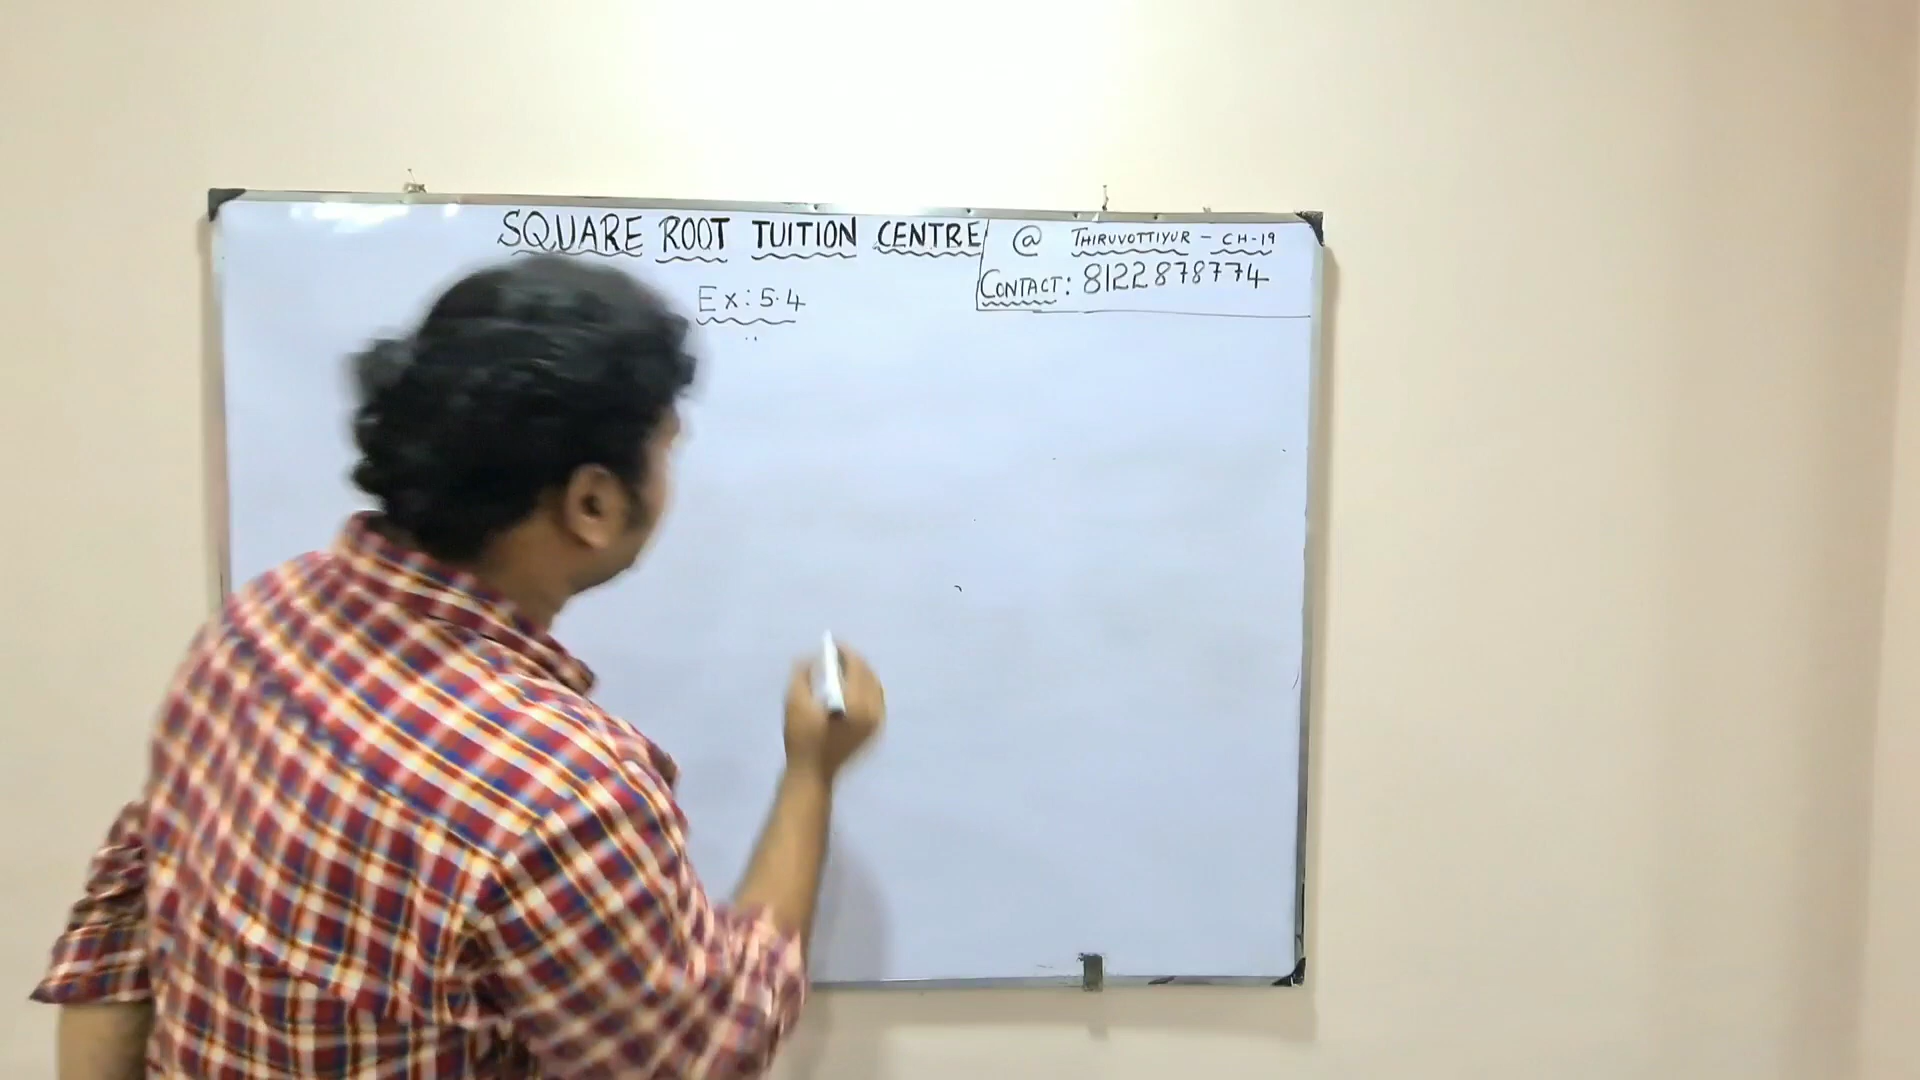 SQUARE ROOT TUITION CENTRE @ THIRUVOTTIYUR - CH-19
CONTACT: 8122878774
Ex: 5.4